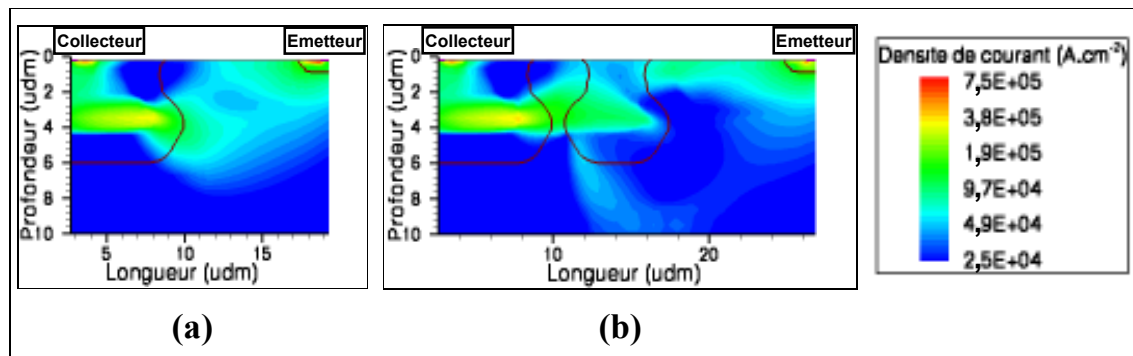 Collecteur Emetteur
Profondeur (udm)
0
2
4
6
8
10
5 10 15
Longueur (udm)
(a)
Collecteur Emetteur
Profondeur (udm)
0
2
4
6
8
10
10 20
Longueur (udm)
(b)
Densite de courant (A.cm-2)
7,5E+05
3,8E+05
1,9E+05
9,7E+04
4,9E+04
2,5E+04